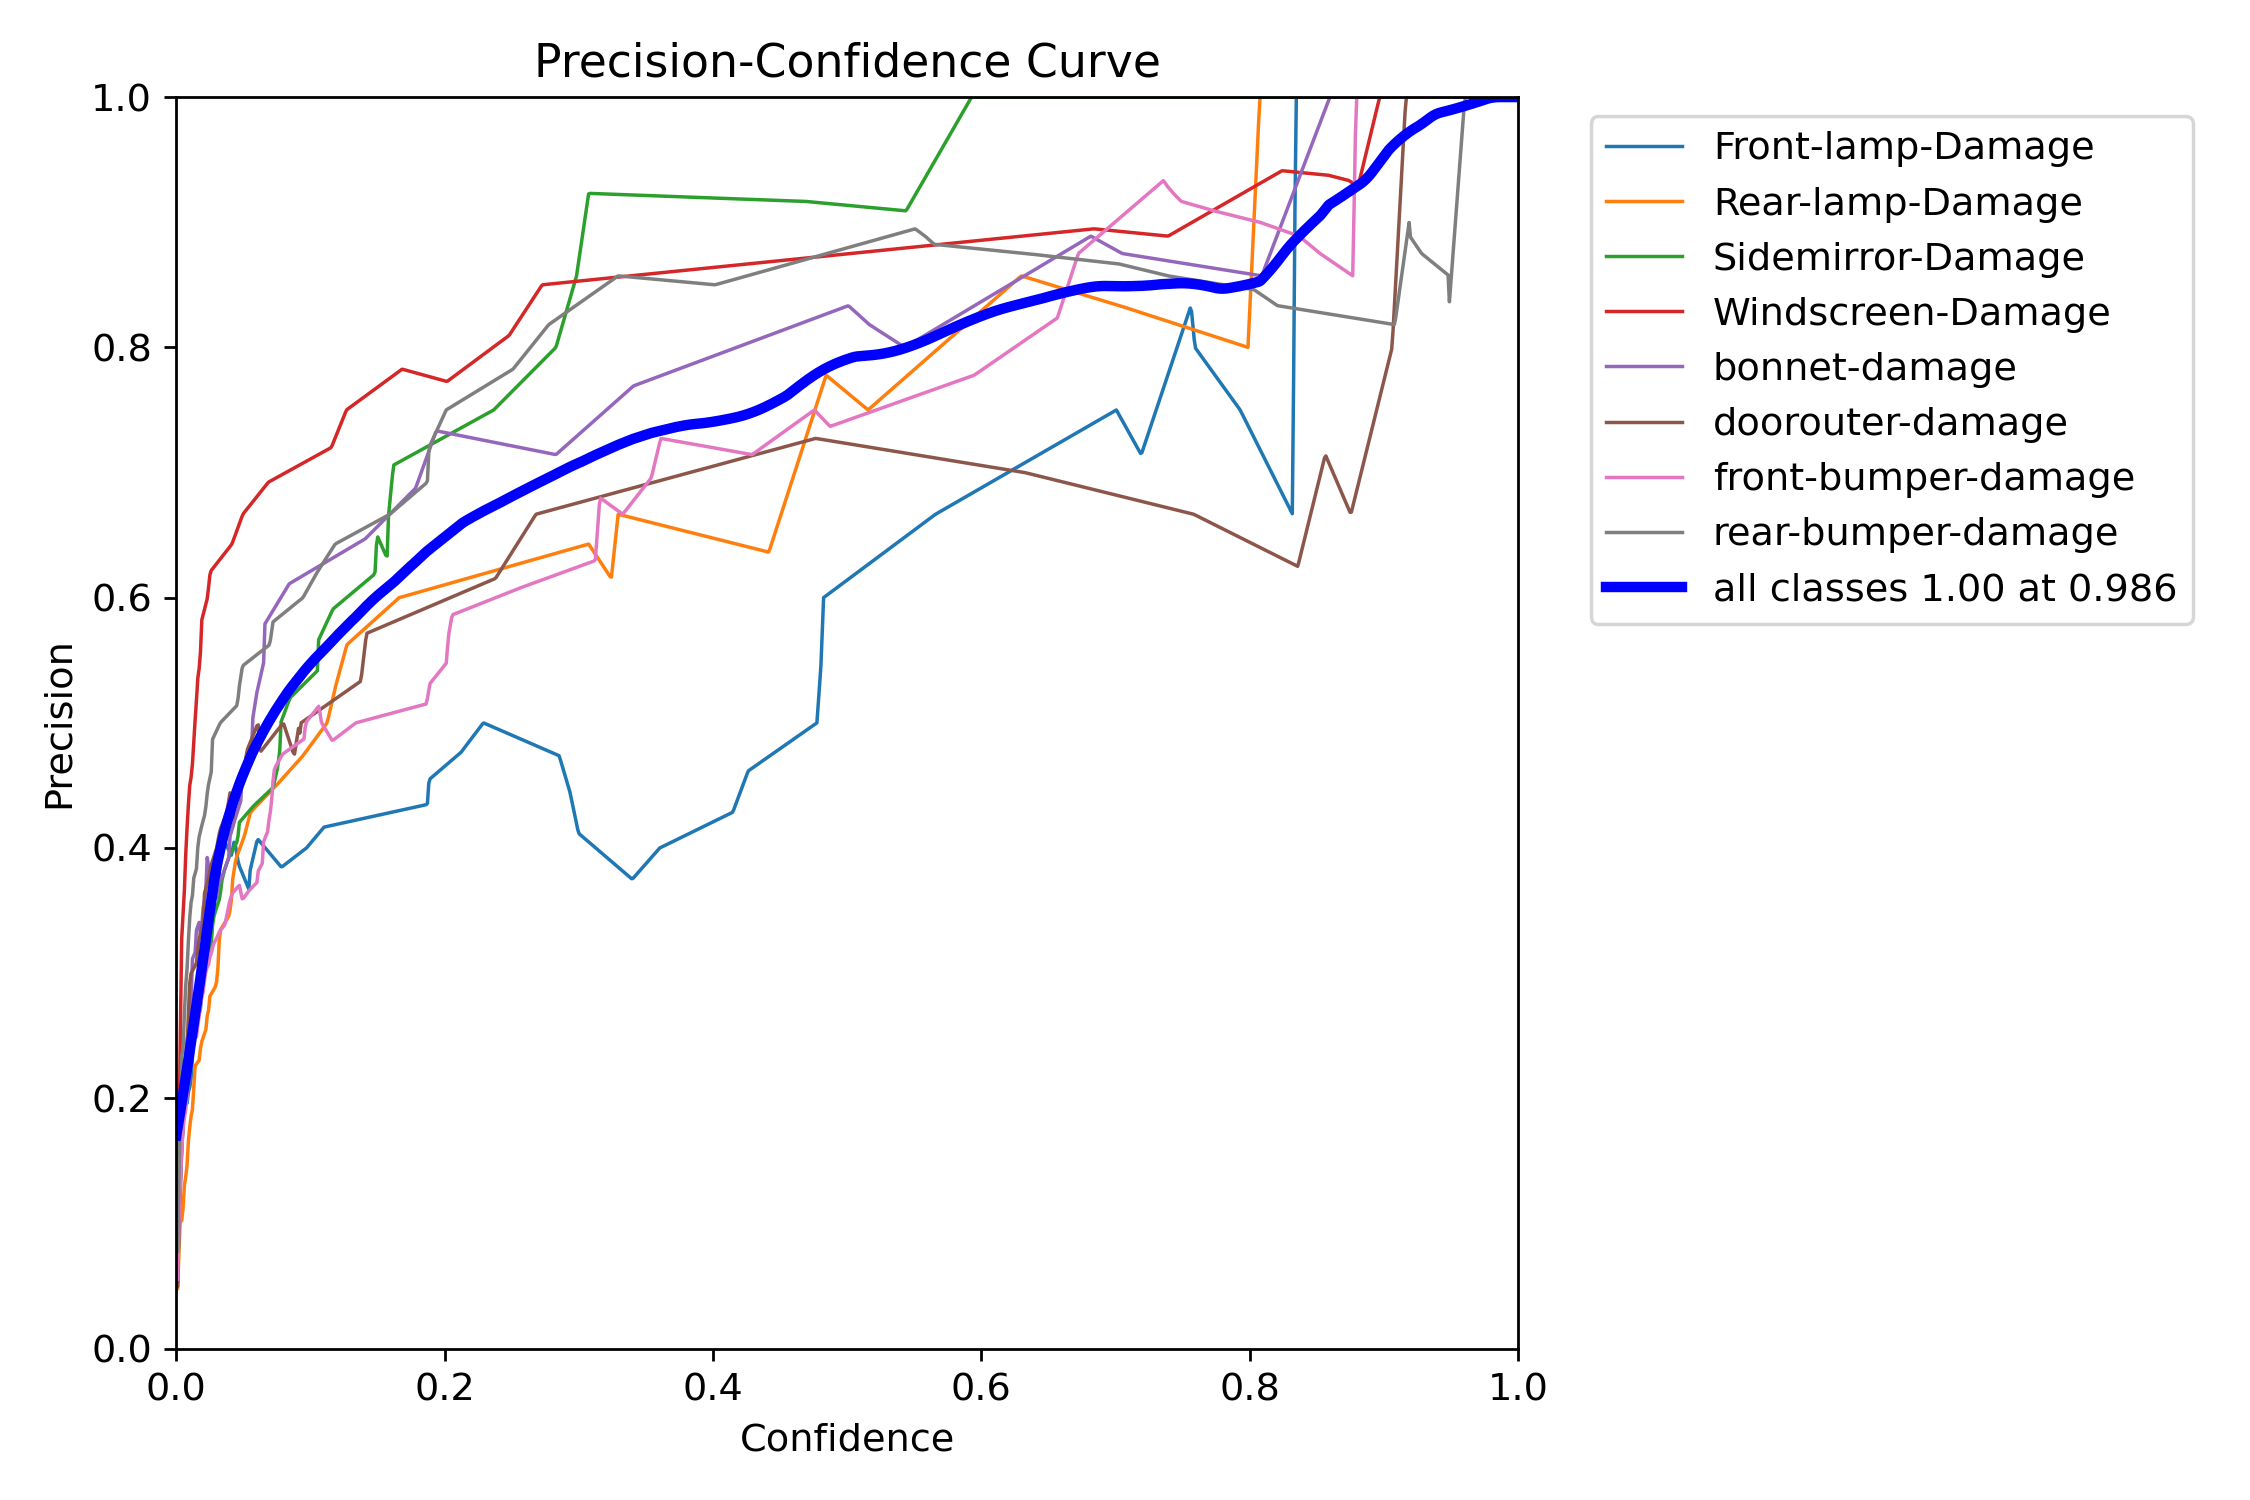 Precision-Confidence Curve
1.0
0.8
0.6
0.4
0.2
0.0
Precision
0.0 0.2 0.4 0.6 0.8 1.0
Confidence
Front-lamp-Damage
Rear-lamp-Damage
Sidemirror-Damage
Windscreen-Damage
bonnet-damage
doorouter-damage
front-bumper-damage
rear-bumper-damage
all classes 1.00 at 0.986